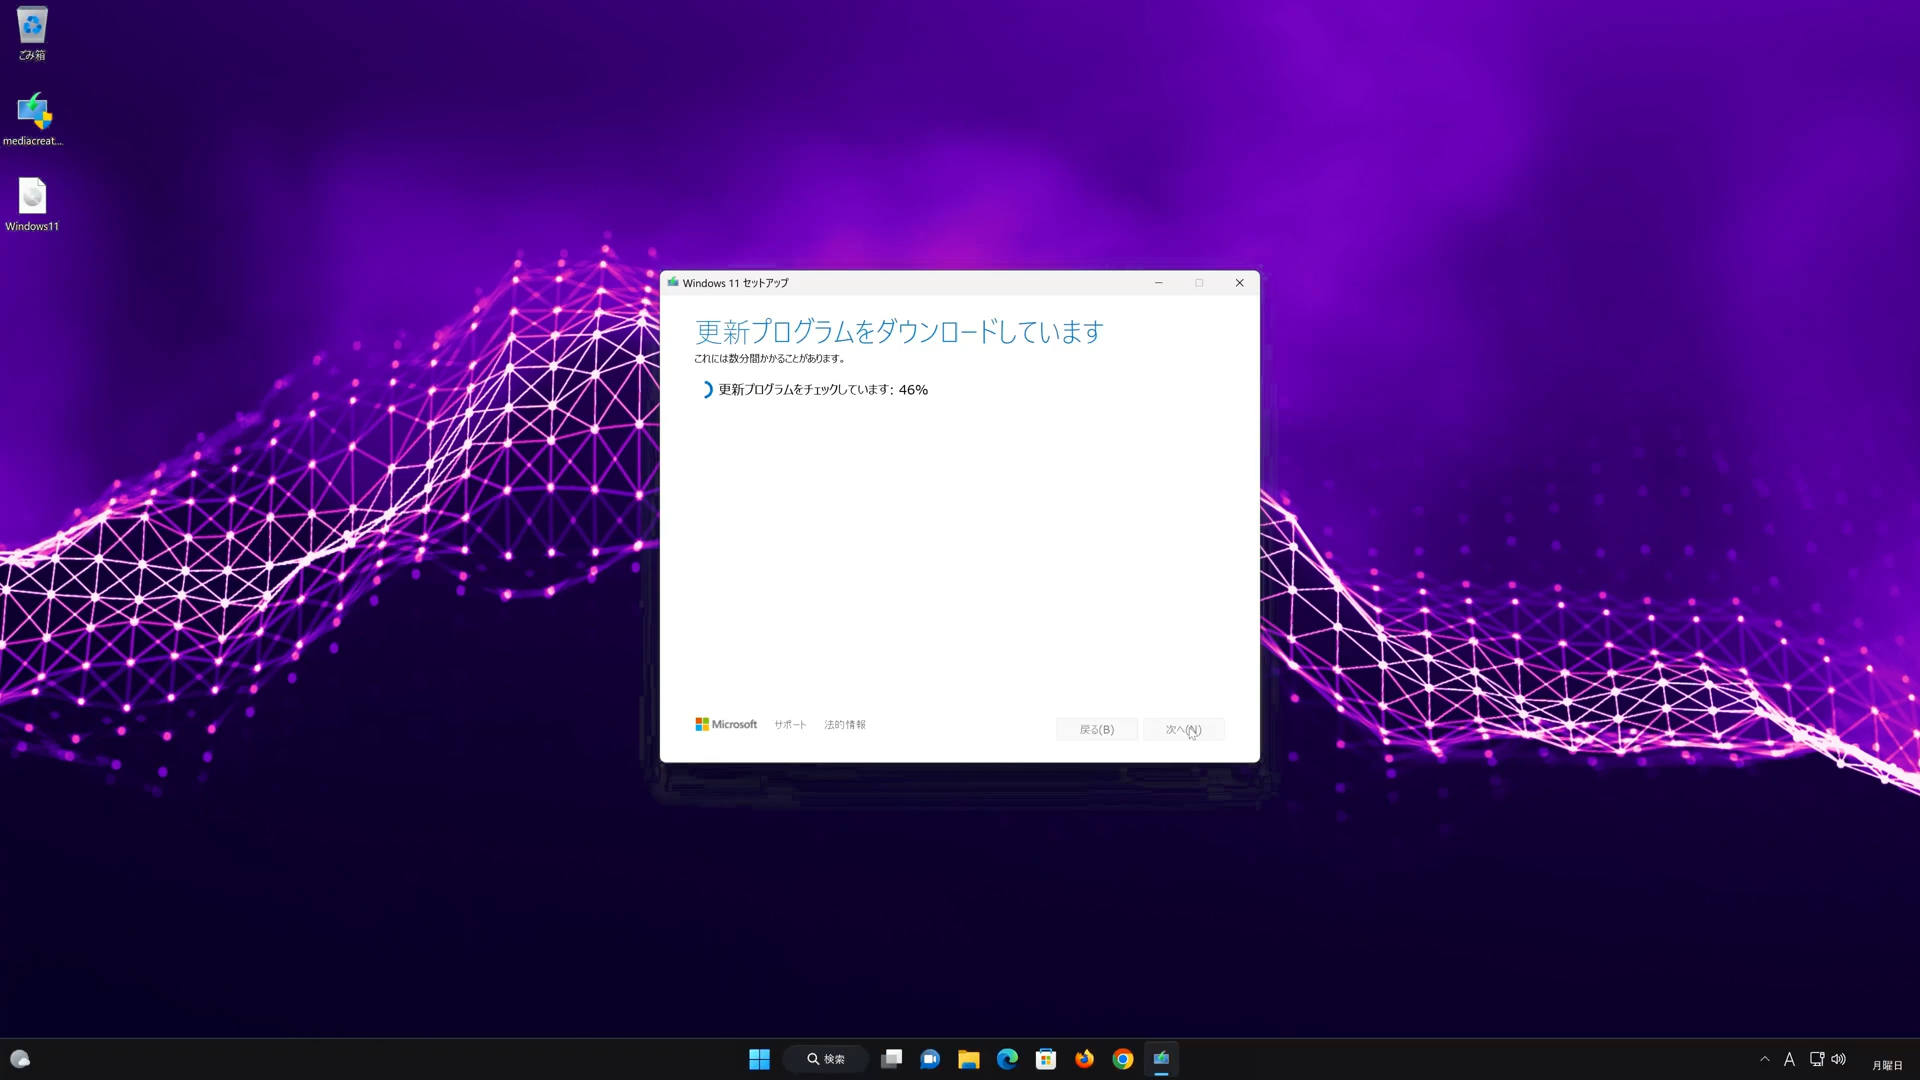 ごみ箱
mediacreat...
Windows11
Windows 11 セットアップ
更新プログラムをダウンロードしています
これには数分間かかることがあります。
更新プログラムをチェックしています: 46%
Microsoft サポート 法的情報
戻る(B) 次へ(N)
検索
A
月曜日